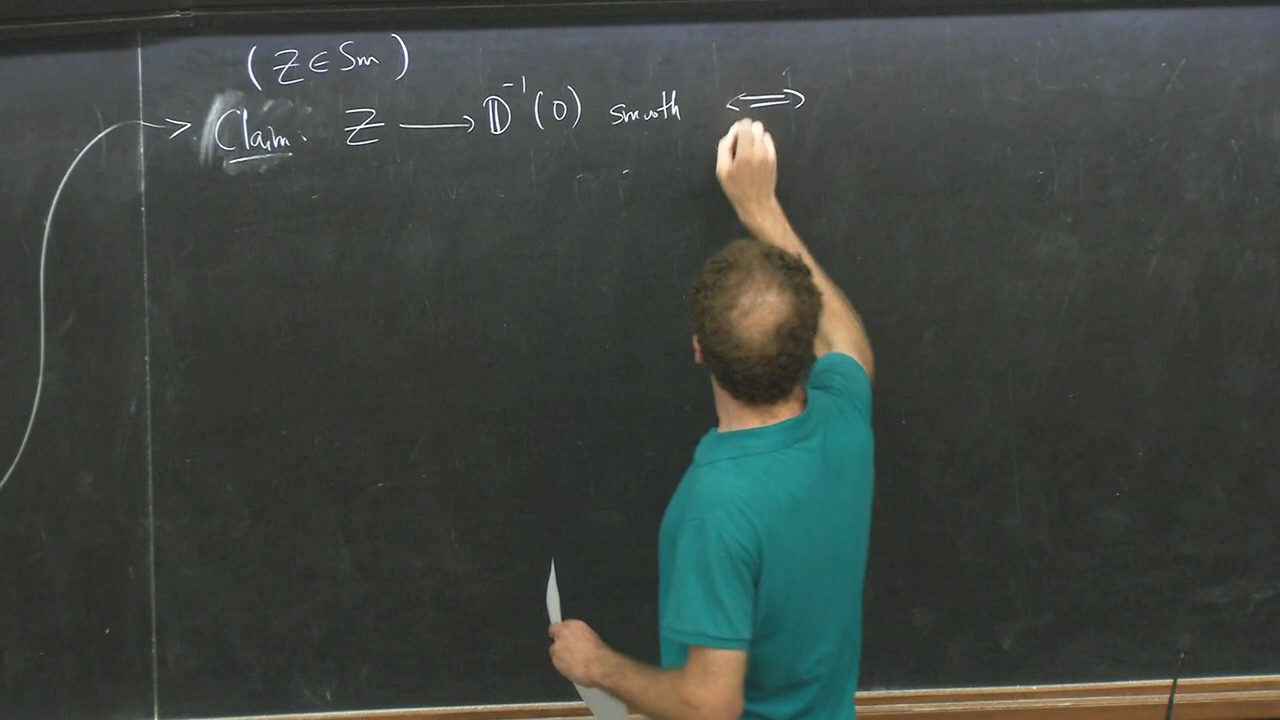 (Z ∈ Sm)
Claim: Z ⟶ 𝔻⁻¹(0) smooth ⟺